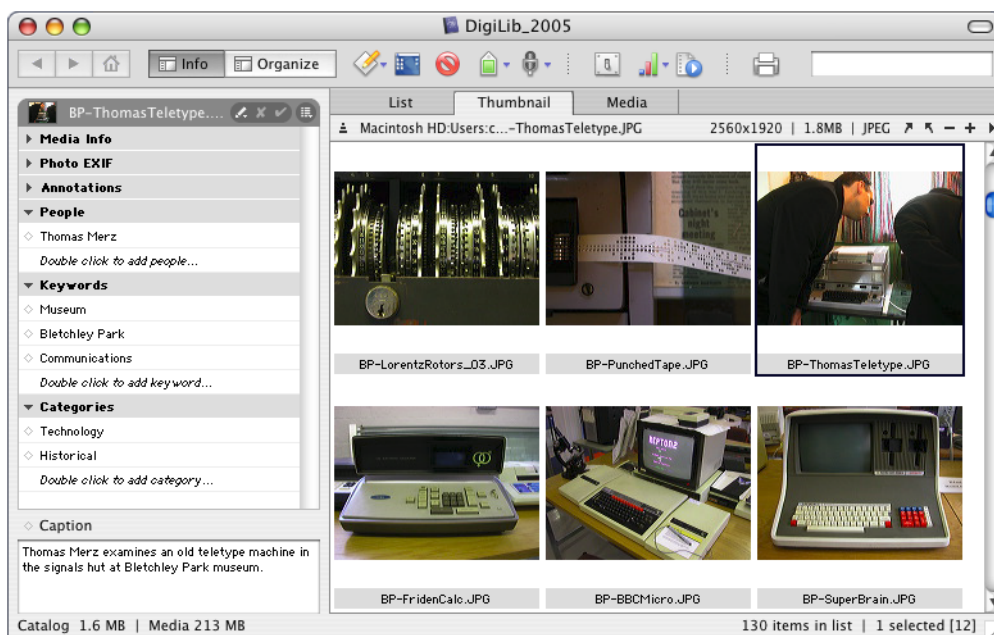 DigiLib_2005
Info
Organize
List
Thumbnail
Media
BP-ThomasTeletype....
Macintosh HD:Users:c...-ThomasTeletype.JPG
2560x1920 | 1.8MB | JPEG
Media Info
Photo EXIF
Annotations
People
Thomas Merz
Double click to add people...
Keywords
Museum
Bletchley Park
Communications
Double click to add keyword...
Categories
Technology
Historical
Double click to add category...
Caption
Thomas Merz examines an old teletype machine in
the signals hut at Bletchley Park museum.
Cabinet's
night
meeting
BP-LorentzRotors_03.JPG
BP-PunchedTape.JPG
BP-ThomasTeletype.JPG
BP-FridenCalc.JPG
BP-BBCMicro.JPG
BP-SuperBrain.JPG
Catalog 1.6 MB | Media 213 MB
130 items in list | 1 selected [12]